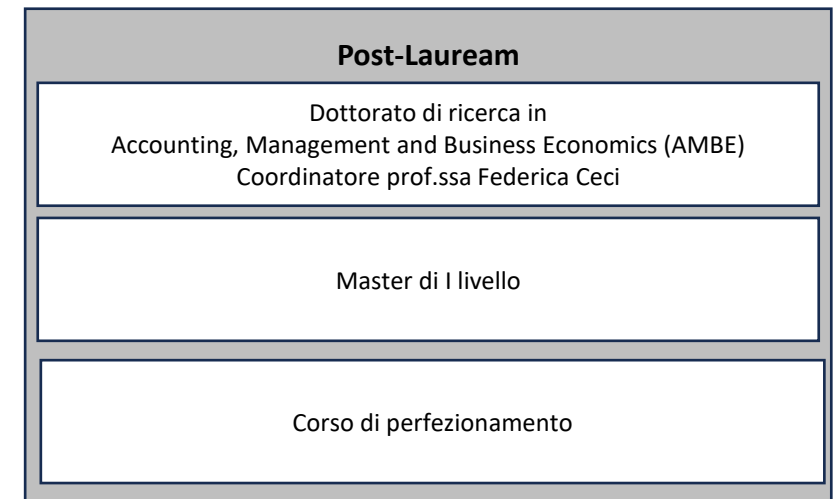 Post-Lauream
Dottorato di ricerca in
Accounting, Management and Business Economics (AMBE)
Coordinatore prof.ssa Federica Ceci
Master di I livello
Corso di perfezionamento